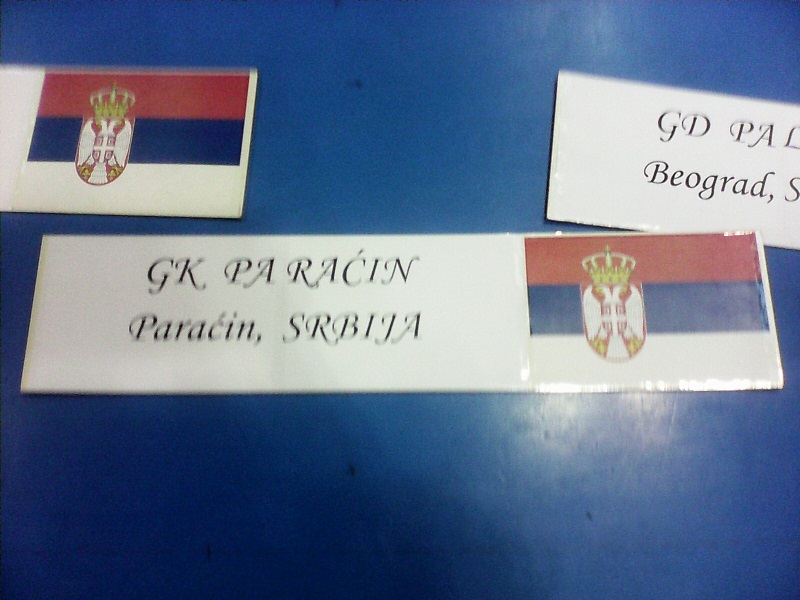 GD PAL
Beograd, S
GK PARAĆIN
Paraćin, SRBIJA